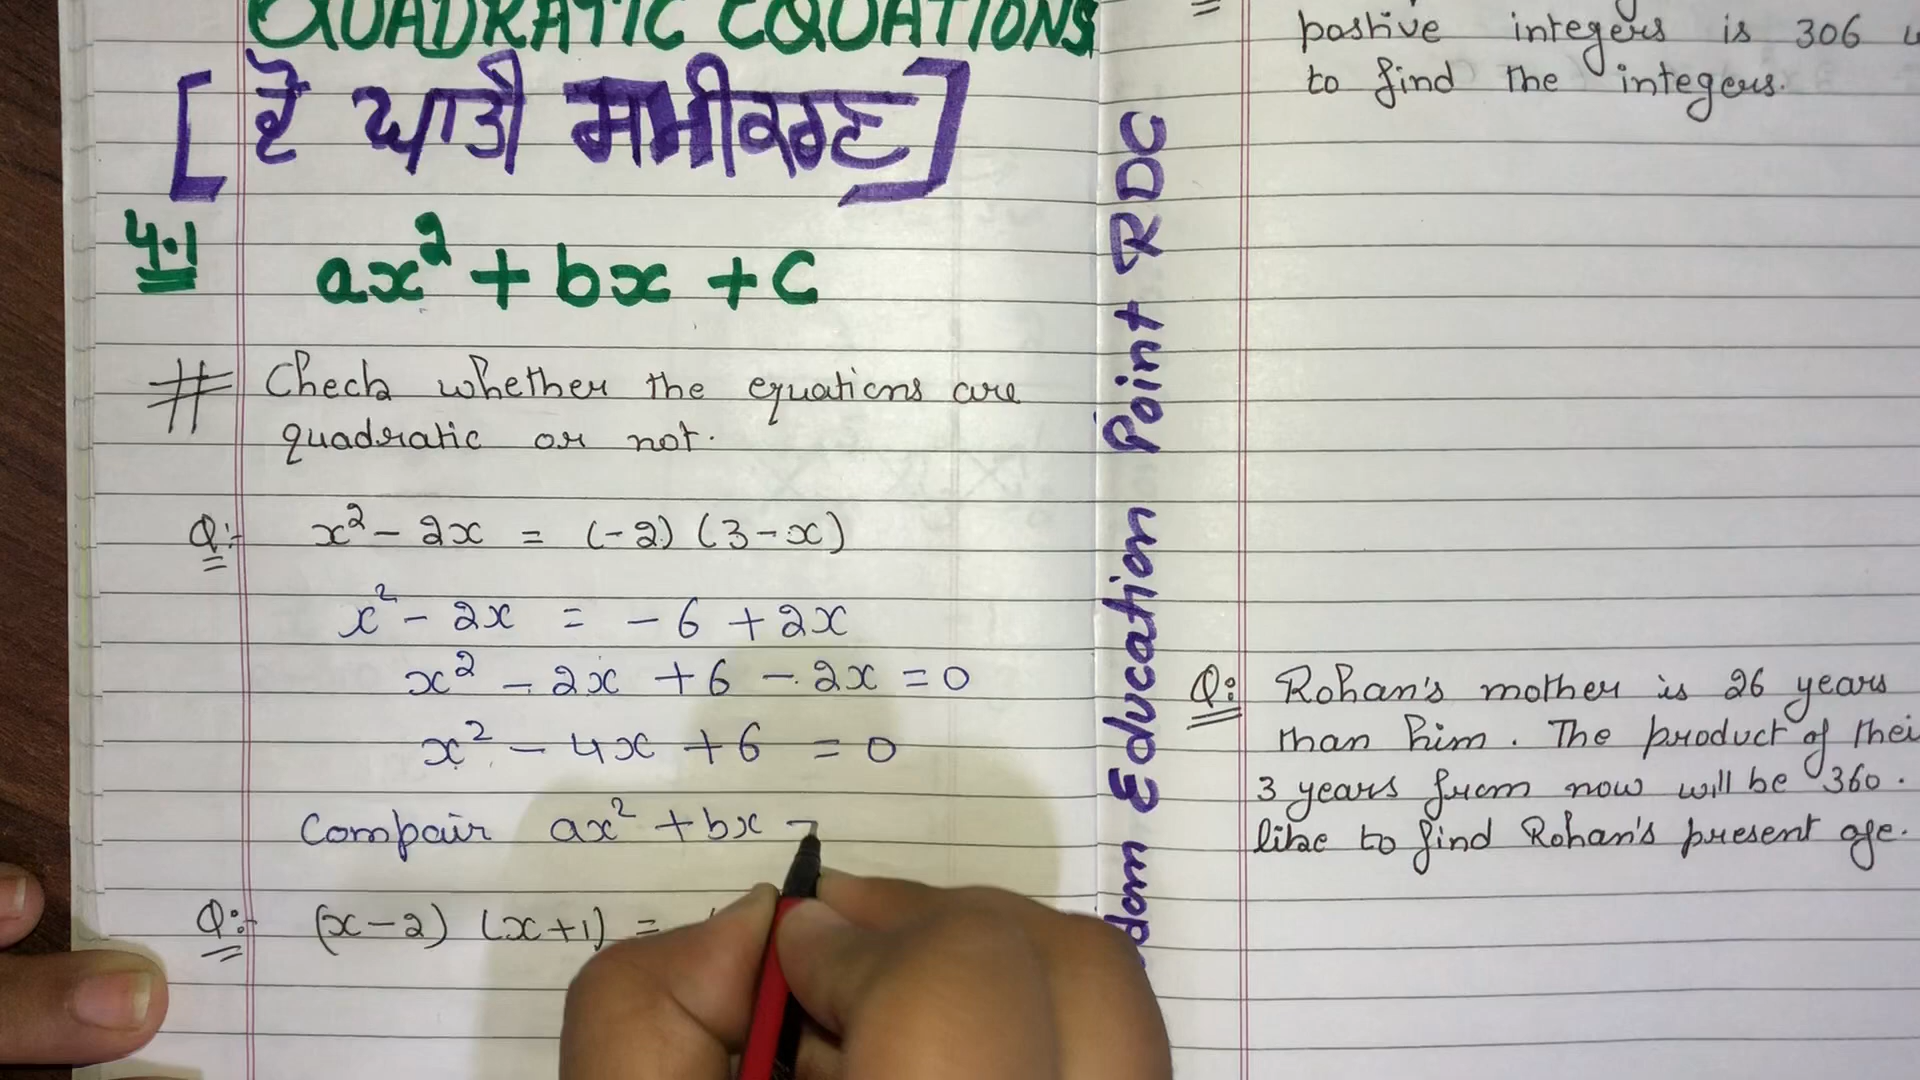 QUADRATIC EQUATIONS
[ਦੋ ਘਾਤੀ ਸਮੀਕਰਣ]
4.1 ax² + bx + c
# Check whether the equations are
quadratic or not.
Q:- x² - 2x = (-2) (3-x)
x² - 2x = - 6 + 2x
x² - 2x + 6 - 2x = 0
x² - 4x + 6 = 0
Compair ax² + bx -
Q:- (x-2) (x+1) =
Education Point RDC
postive integers is 306
to find the integers.
Q: Rohan's mother is 26 years
than him. The product of thei
3 years from now will be 360.
like to find Rohan's present age.